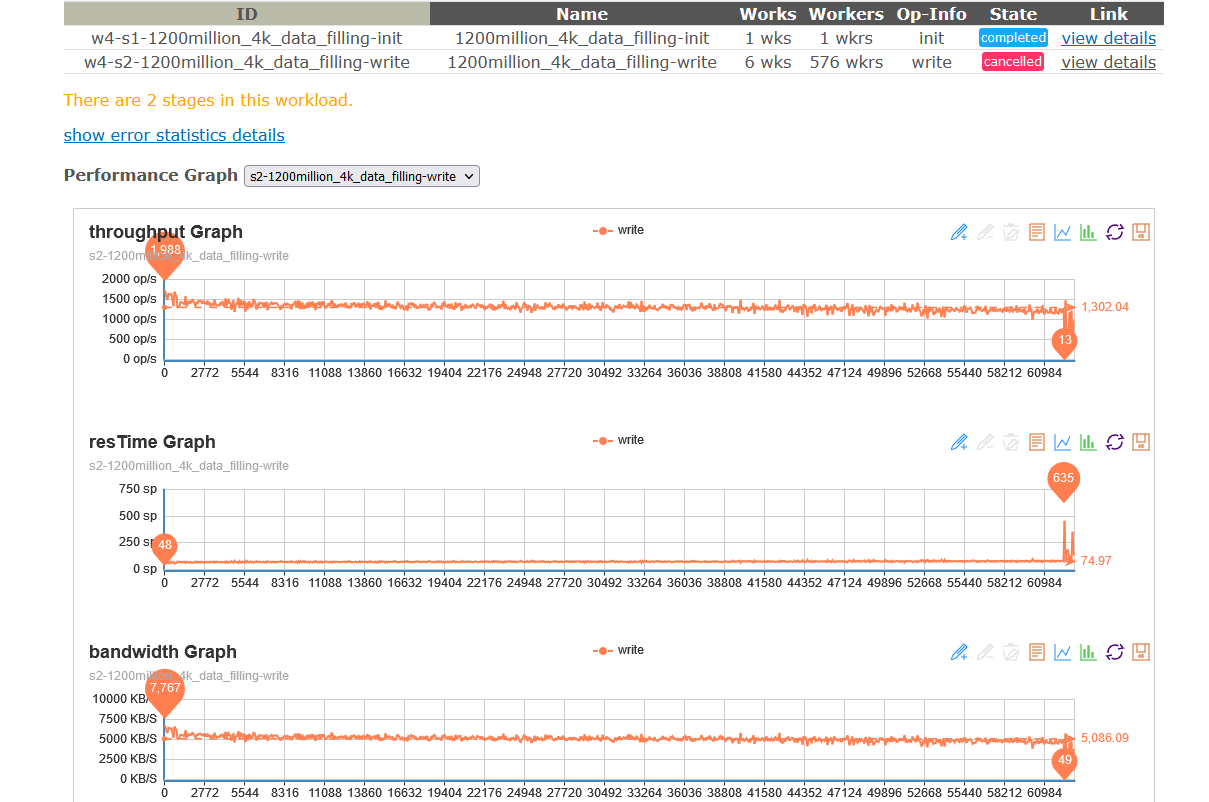 ID Name Works Workers Op-Info State Link
w4-s1-1200million_4k_data_filling-init 1200million_4k_data_filling-init 1 wks 1 wkrs init completed view details
w4-s2-1200million_4k_data_filling-write 1200million_4k_data_filling-write 6 wks 576 wkrs write cancelled view details
There are 2 stages in this workload.
show error statistics details
Performance Graph s2-1200million_4k_data_filling-write
throughput Graph write
1,988
s2-1200million_4k_data_filling-write
2000 op/s
1500 op/s
1,302.04
1000 op/s
500 op/s
13
0 op/s
0 2772 5544 8316 11088 13860 16632 19404 22176 24948 27720 30492 33264 36036 38808 41580 44352 47124 49896 52668 55440 58212 60984
resTime Graph write
s2-1200million_4k_data_filling-write
635
750 sp
500 sp
250 sp
48
74.97
0 sp
0 2772 5544 8316 11088 13860 16632 19404 22176 24948 27720 30492 33264 36036 38808 41580 44352 47124 49896 52668 55440 58212 60984
bandwidth Graph write
s2-1200million_4k_data_filling-write
7,767
10000 KB/S
7500 KB/S
5000 KB/S
5,086.09
2500 KB/S
49
0 KB/S
0 2772 5544 8316 11088 13860 16632 19404 22176 24948 27720 30492 33264 36036 38808 41580 44352 47124 49896 52668 55440 58212 60984